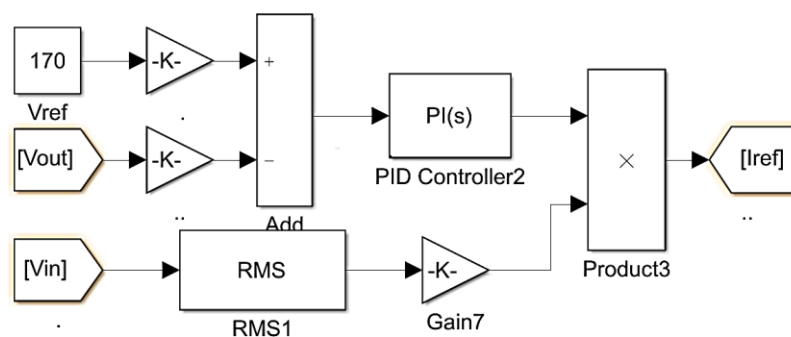 170
Vref
-K-
.
+
[Vout]
-K-
..
−
Add
PI(s)
PID Controller2
×
Product3
[Iref]
..
[Vin]
.
RMS
RMS1
-K-
Gain7